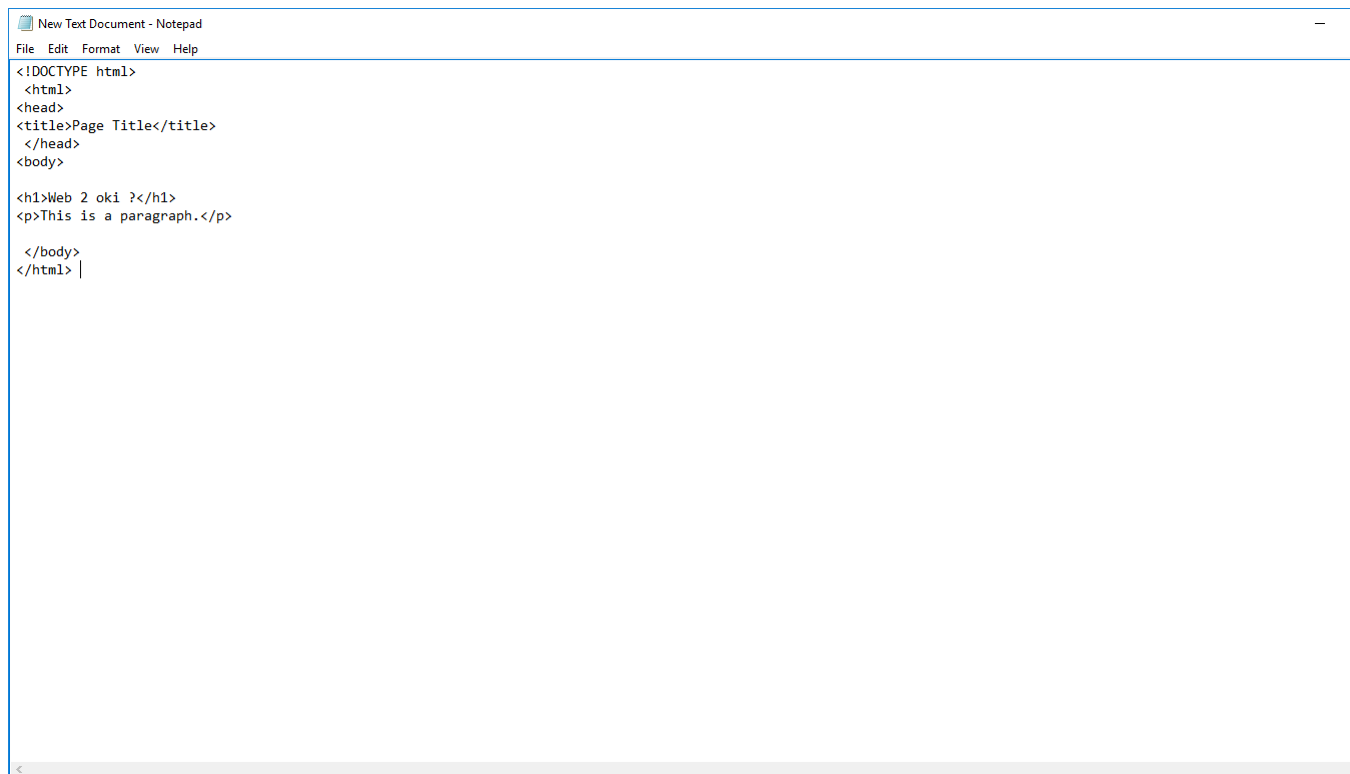 New Text Document - Notepad
File Edit Format View Help
<!DOCTYPE html>
 <html>
<head>
<title>Page Title</title>
 </head>
<body>

<h1>Web 2 oki ?</h1>
<p>This is a paragraph.</p>

 </body>
</html>